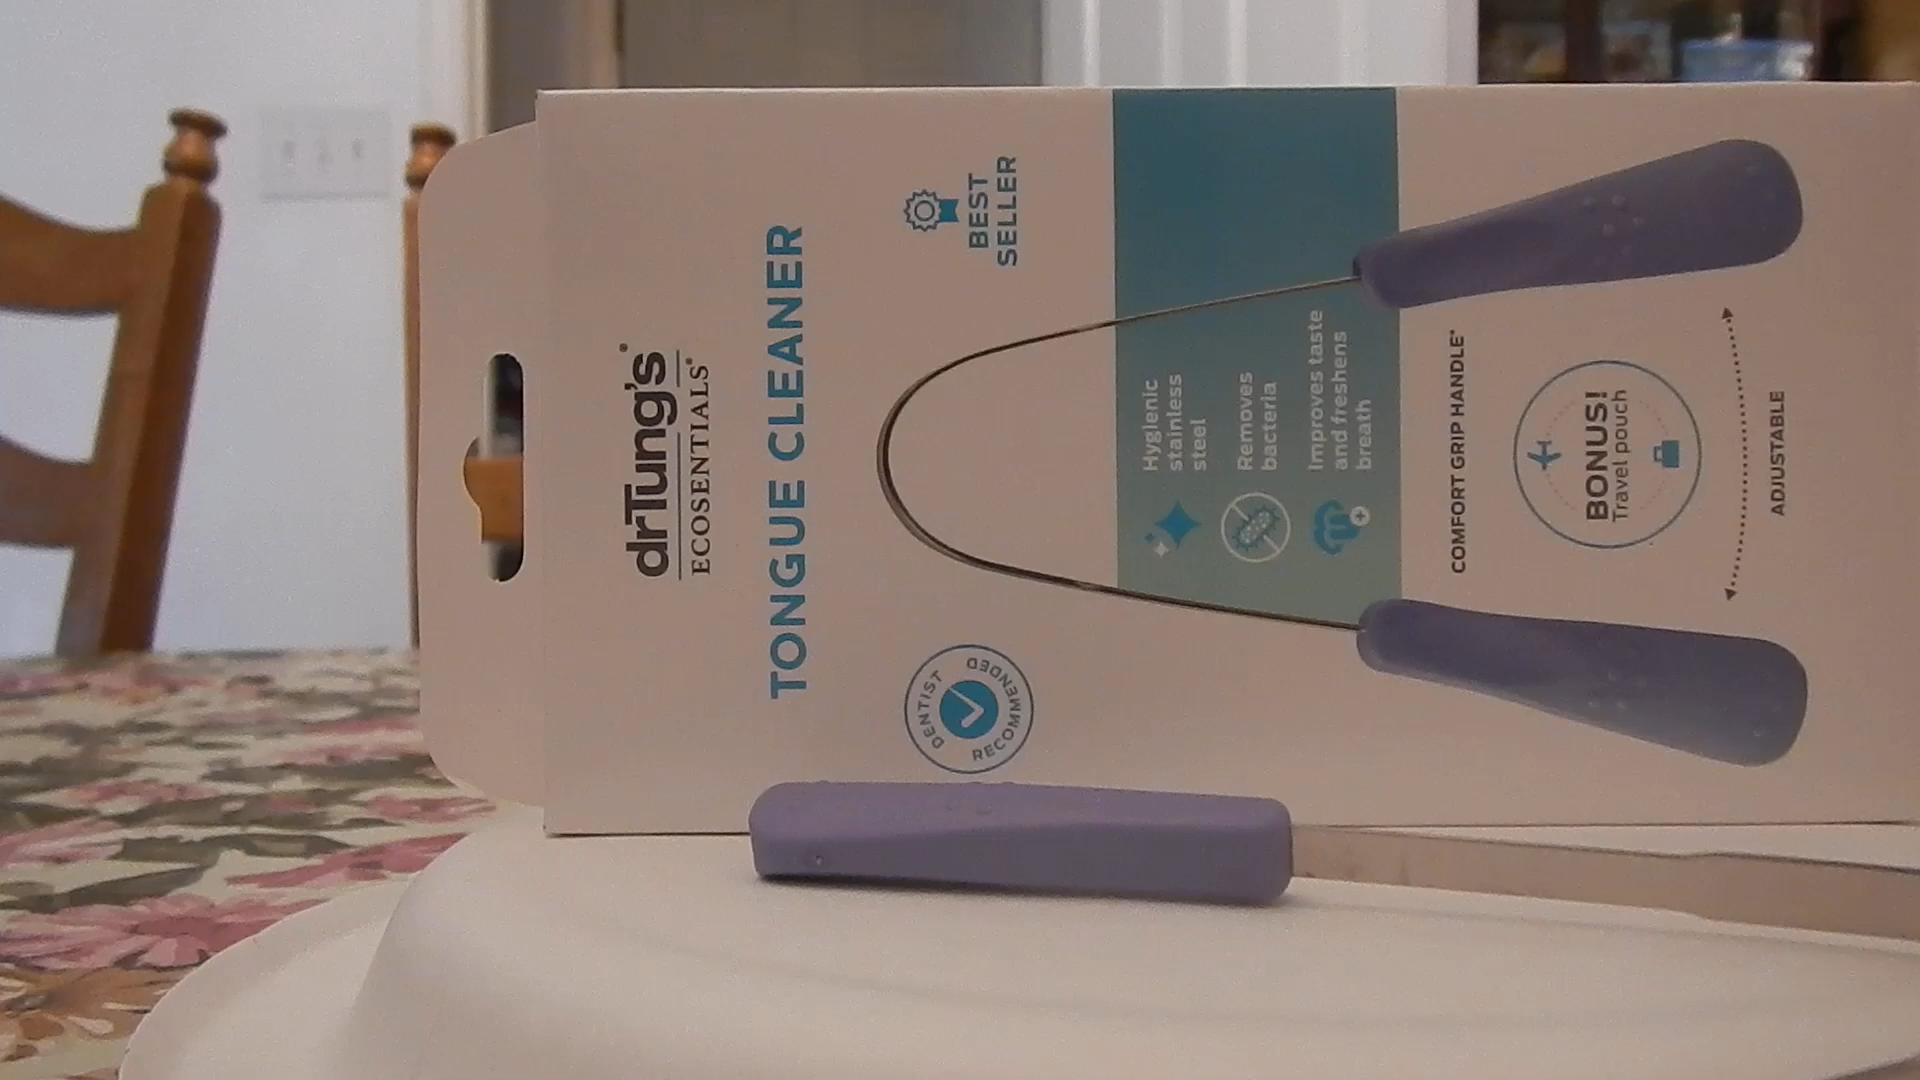 drTung's®
ECOSENTIALS®
TONGUE CLEANER
DENTIST RECOMMENDED
BEST
SELLER
Hygienic
stainless
steel
Removes
bacteria
Improves taste
and freshens
breath
COMFORT GRIP HANDLE*
BONUS!
Travel pouch
ADJUSTABLE